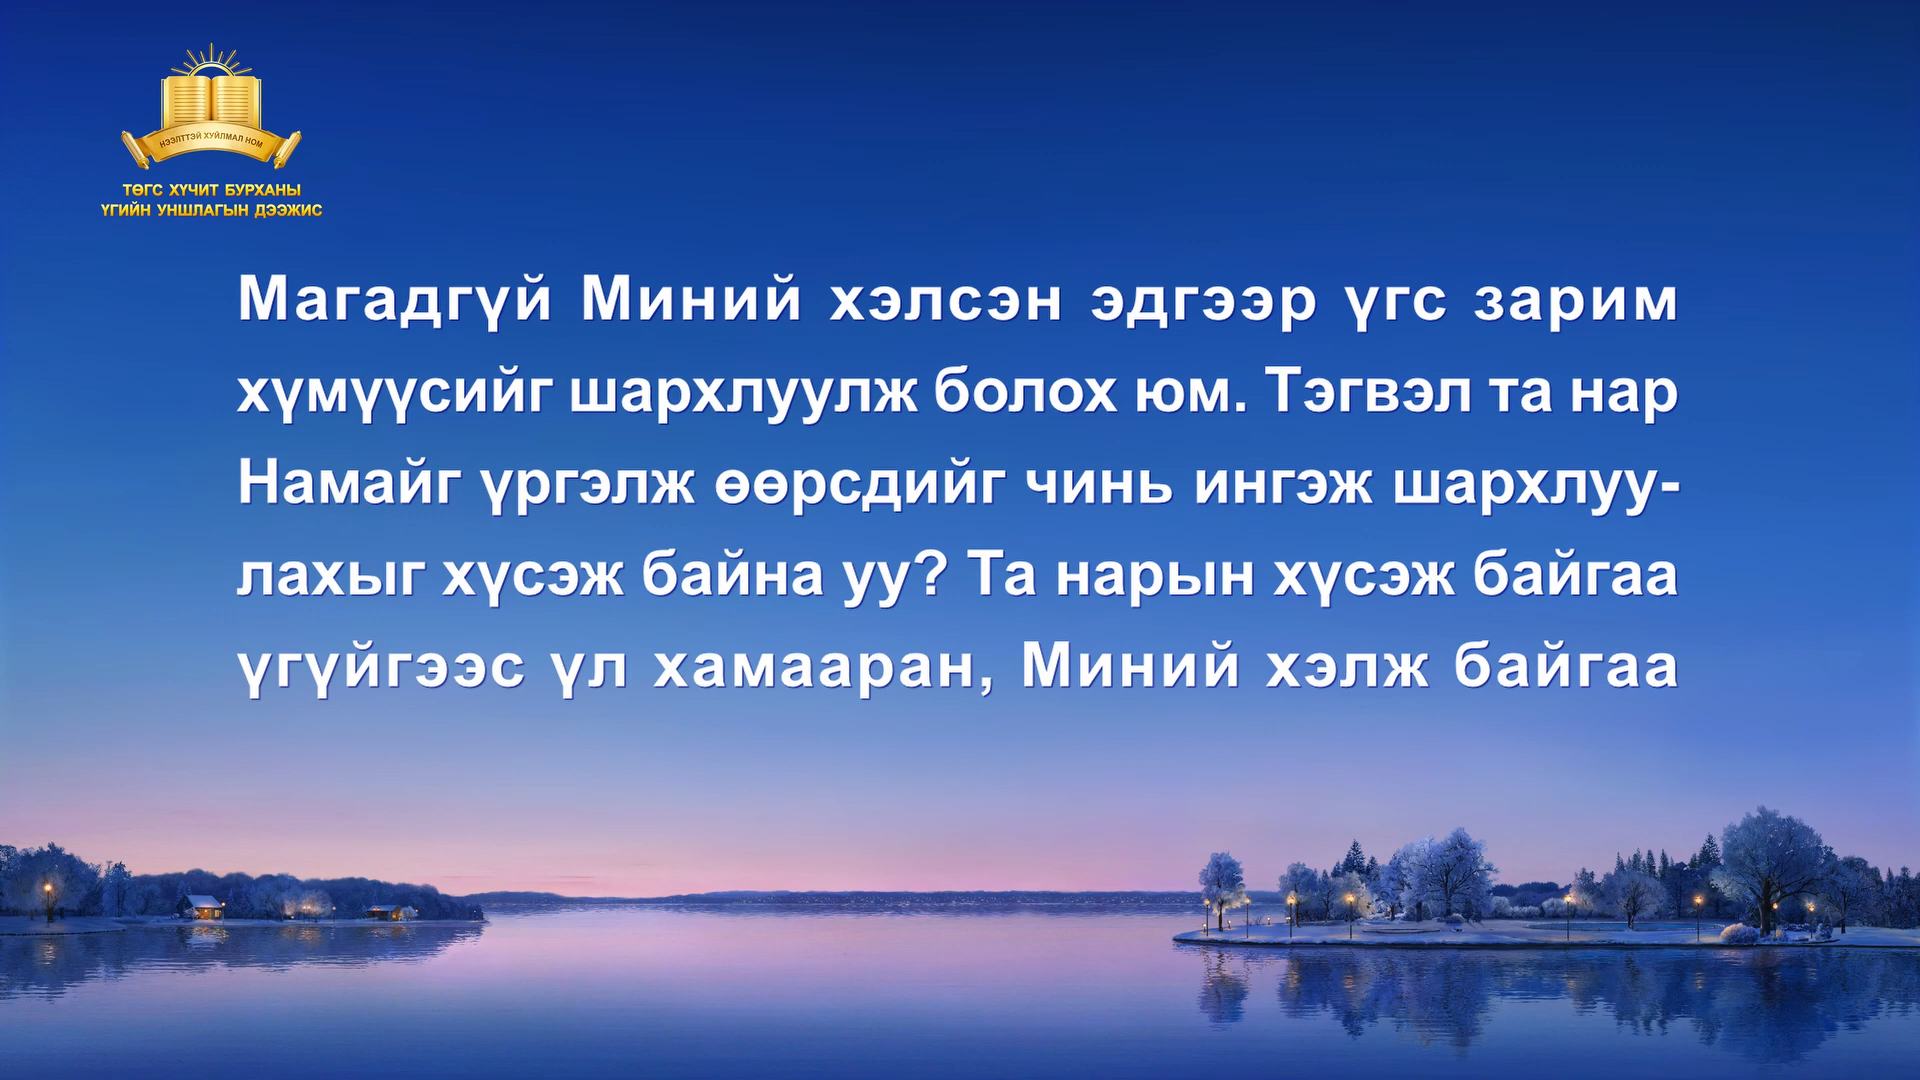 НЭЭЛТТЭЙ ХУЙЛМАЛ НОМ
ТӨГС ХҮЧИТ БУРХАНЫ
ҮГИЙН УНШЛАГЫН ДЭЭЖИС
Магадгүй Миний хэлсэн эдгээр үгс зарим
хүмүүсийг шархлуулж болох юм. Тэгвэл та нар
Намайг үргэлж өөрсдийг чинь ингэж шархлуу-
лахыг хүсэж байна уу? Та нарын хүсэж байгаа
үгүйгээс үл хамааран, Миний хэлж байгаа